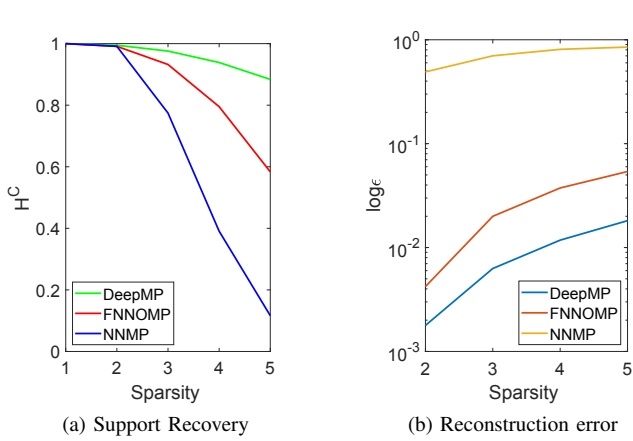 1
0.8
0.6
0.4
0.2
0
H^C
1 2 3 4 5
Sparsity
DeepMP
FNNOMP
NNMP
(a) Support Recovery
10^0
10^-1
10^-2
10^-3
logϵ
2 3 4 5
Sparsity
DeepMP
FNNOMP
NNMP
(b) Reconstruction error